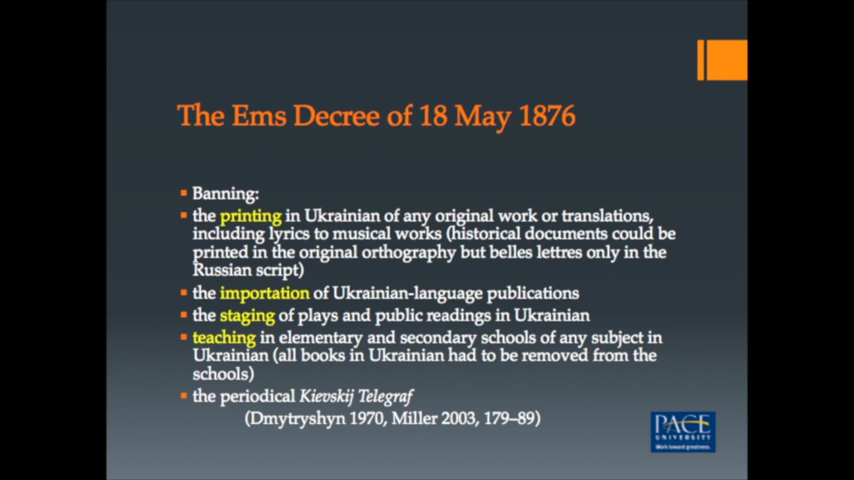 The Ems Decree of 18 May 1876
Banning:
the printing in Ukrainian of any original work or translations,
including lyrics to musical works (historical documents could be
printed in the original orthography but belles lettres only in the
Russian script)
the importation of Ukrainian-language publications
the staging of plays and public readings in Ukrainian
teaching in elementary and secondary schools of any subject in
Ukrainian (all books in Ukrainian had to be removed from the
schools)
the periodical Kievskij Telegraf
(Dmytryshyn 1970, Miller 2003, 179–89)
PACE
UNIVERSITY
Work toward greatness.